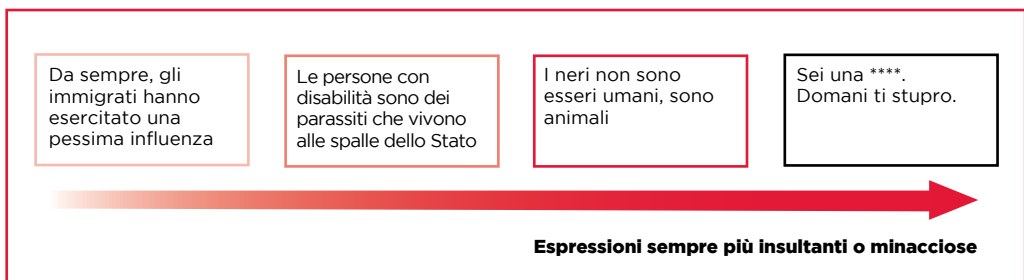 Da sempre, gli
immigrati hanno
esercitato una
pessima influenza
Le persone con
disabilità sono dei
parassiti che vivono
alle spalle dello Stato
I neri non sono
esseri umani, sono
animali
Sei una ****.
Domani ti stupro.
Espressioni sempre più insultanti o minacciose